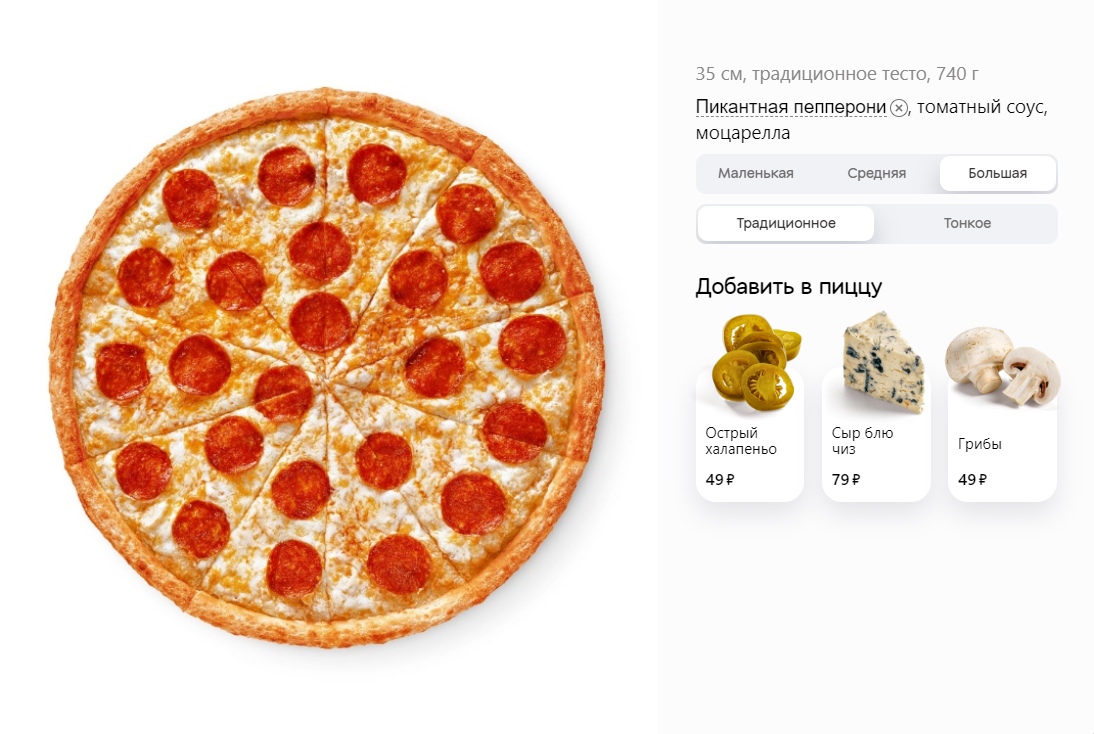 35 см, традиционное тесто, 740 г
Пикантная пепперони, томатный соус,
моцарелла
Маленькая Средняя Большая
Традиционное Тонкое
Добавить в пиццу
Острый
халапеньо
49 ₽
Сыр блю
чиз
79 ₽
Грибы
49 ₽